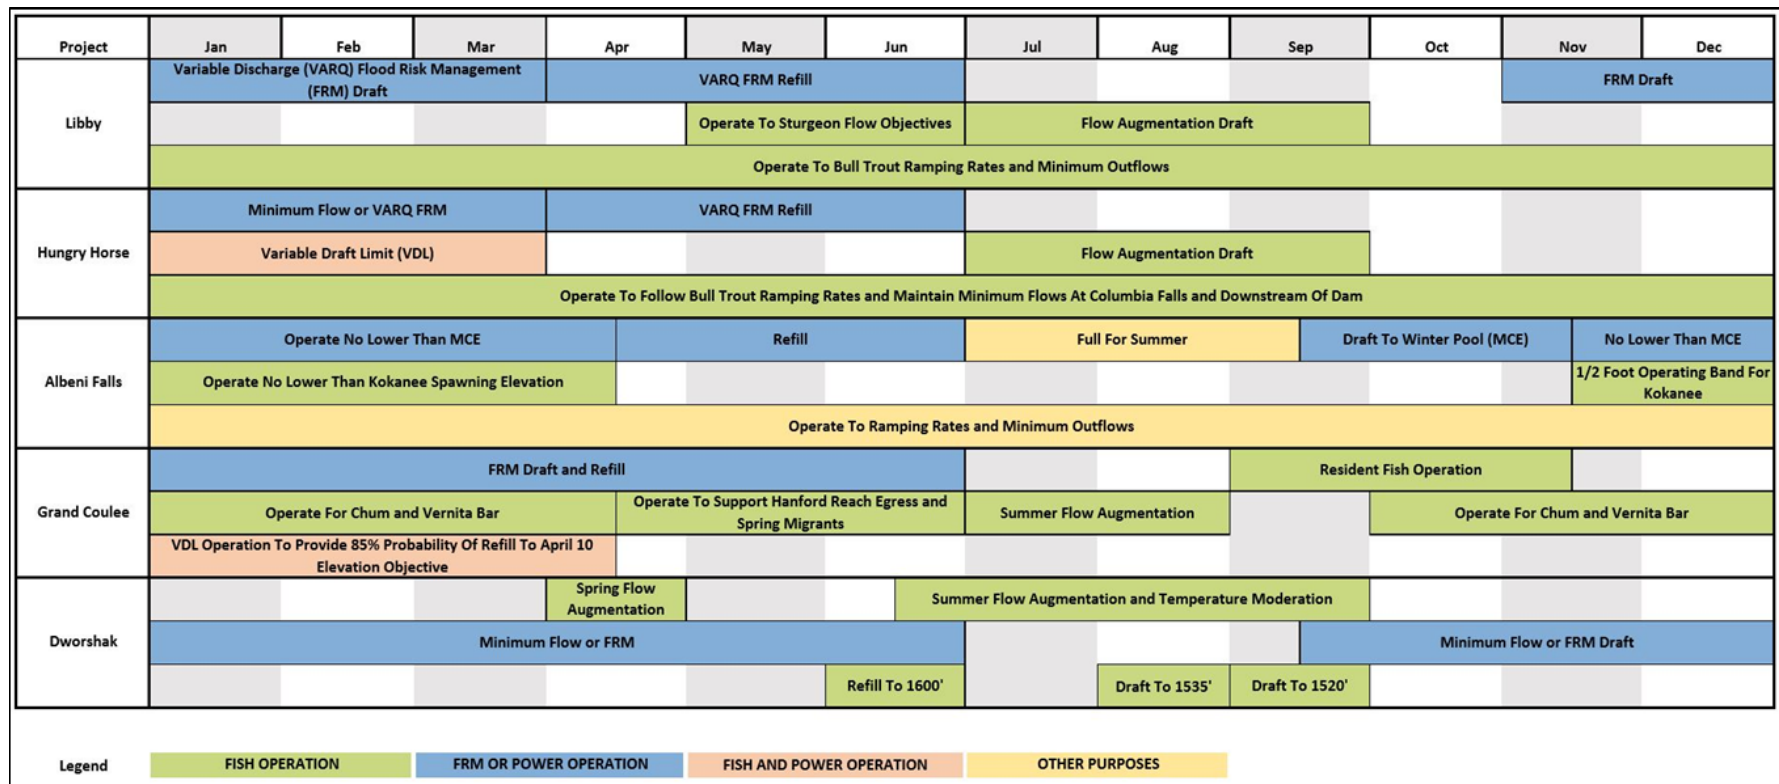 Project Jan Feb Mar Apr May Jun Jul Aug Sep Oct Nov Dec
Libby
Variable Discharge (VARQ) Flood Risk Management
(FRM) Draft
VARQ FRM Refill
FRM Draft
Operate To Sturgeon Flow Objectives
Flow Augmentation Draft
Operate To Bull Trout Ramping Rates and Minimum Outflows
Hungry Horse
Minimum Flow or VARQ FRM
VARQ FRM Refill
Variable Draft Limit (VDL)
Flow Augmentation Draft
Operate To Follow Bull Trout Ramping Rates and Maintain Minimum Flows At Columbia Falls and Downstream Of Dam
Albeni Falls
Operate No Lower Than MCE
Refill
Full For Summer
Draft To Winter Pool (MCE)
No Lower Than MCE
Operate No Lower Than Kokanee Spawning Elevation
1/2 Foot Operating Band For
Kokanee
Operate To Ramping Rates and Minimum Outflows
Grand Coulee
FRM Draft and Refill
Resident Fish Operation
Operate For Chum and Vernita Bar
Operate To Support Hanford Reach Egress and
Spring Migrants
Summer Flow Augmentation
Operate For Chum and Vernita Bar
VDL Operation To Provide 85% Probability Of Refill To April 10
Elevation Objective
Dworshak
Spring Flow
Augmentation
Summer Flow Augmentation and Temperature Moderation
Minimum Flow or FRM
Minimum Flow or FRM Draft
Refill To 1600'
Draft To 1535'
Draft To 1520'
Legend
FISH OPERATION
FRM OR POWER OPERATION
FISH AND POWER OPERATION
OTHER PURPOSES